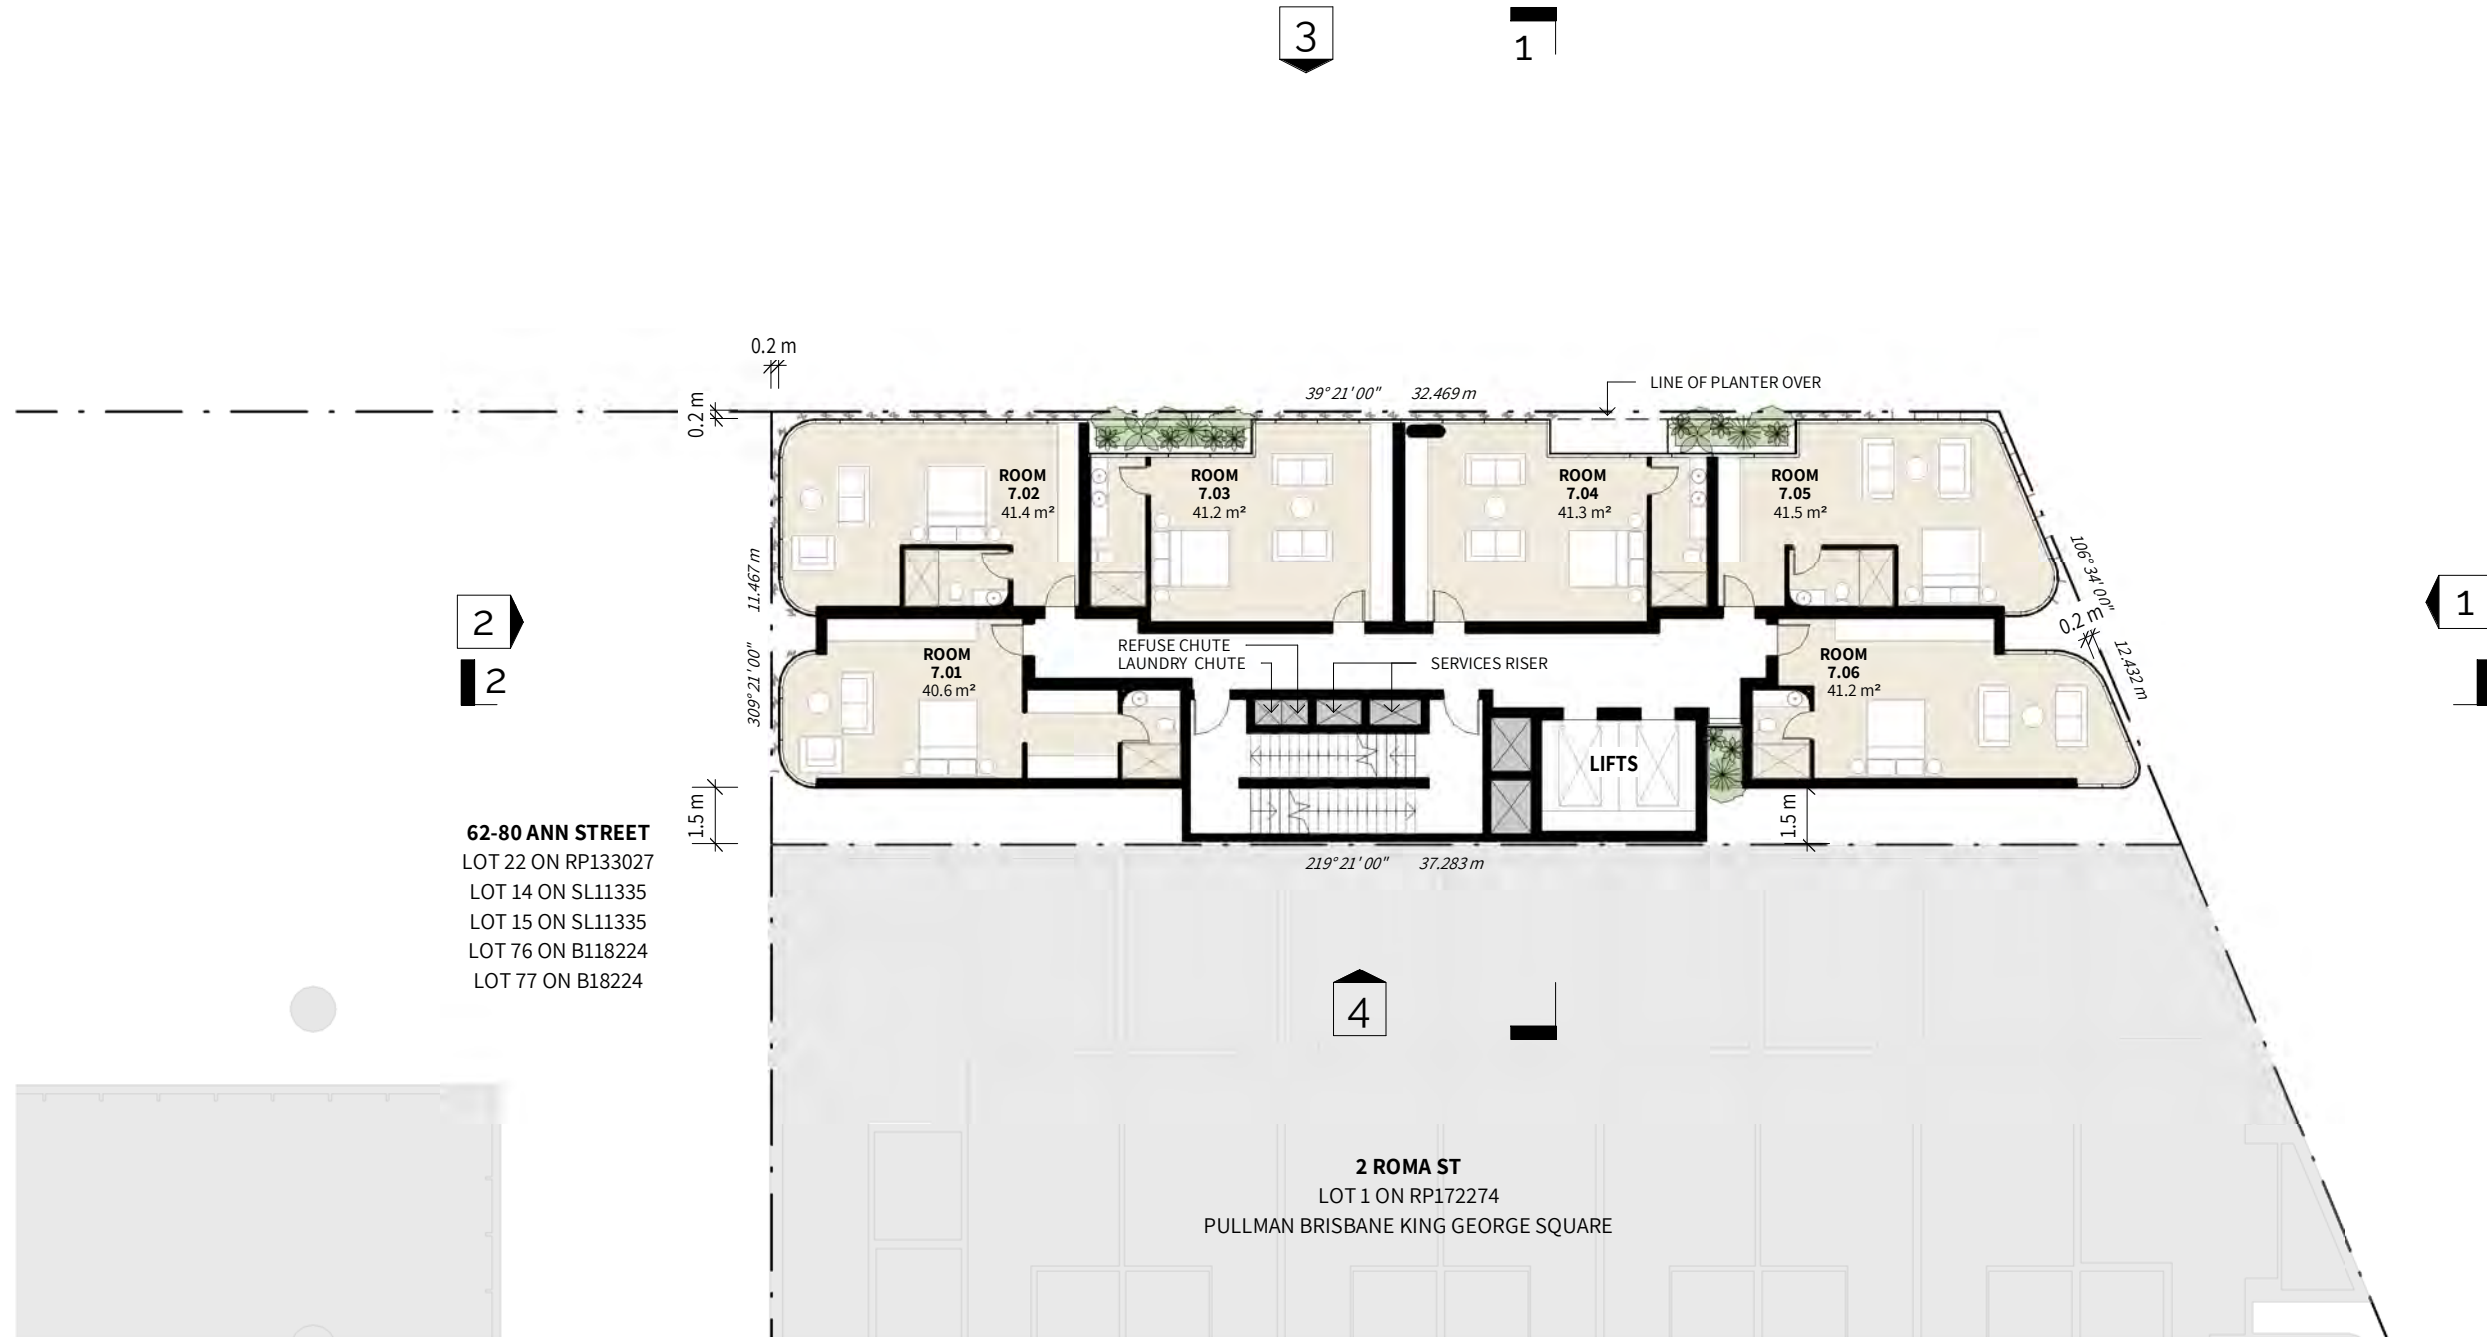 3
1
0.2 m
0.2 m
39° 21' 00" 32.469 m
LINE OF PLANTER OVER
ROOM
7.02
41.4 m²
ROOM
7.03
41.2 m²
ROOM
7.04
41.3 m²
ROOM
7.05
41.5 m²
11.467 m
309° 21' 00"
106° 34' 00"
0.2 m
12.432 m
2
2
1
REFUSE CHUTE
LAUNDRY CHUTE
SERVICES RISER
ROOM
7.01
40.6 m²
ROOM
7.06
41.2 m²
LIFTS
1.5 m
1.5 m
219° 21' 00" 37.283 m
62-80 ANN STREET
LOT 22 ON RP133027
LOT 14 ON SL11335
LOT 15 ON SL11335
LOT 76 ON B118224
LOT 77 ON B18224
4
2 ROMA ST
LOT 1 ON RP172274
PULLMAN BRISBANE KING GEORGE SQUARE